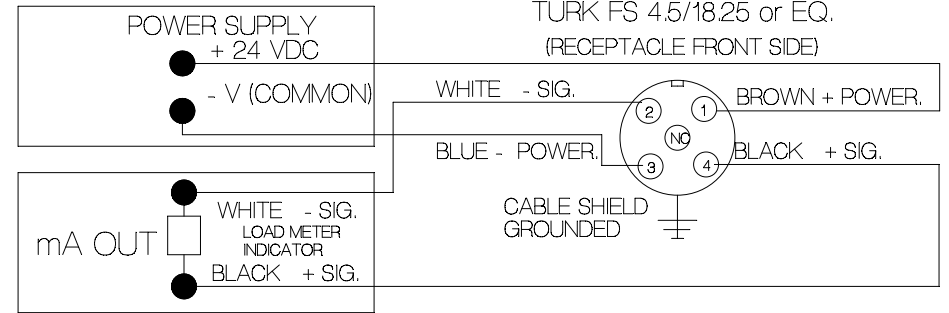 TURK FS 4.5/18.25 or EQ.
(RECEPTACLE FRONT SIDE)
POWER SUPPLY
+ 24 VDC
- V (COMMON)
WHITE - SIG.
BROWN + POWER.
2
1
NC
BLUE - POWER.
3
4
BLACK + SIG.
CABLE SHIELD
GROUNDED
WHITE - SIG.
LOAD METER
INDICATOR
mA OUT
BLACK + SIG.